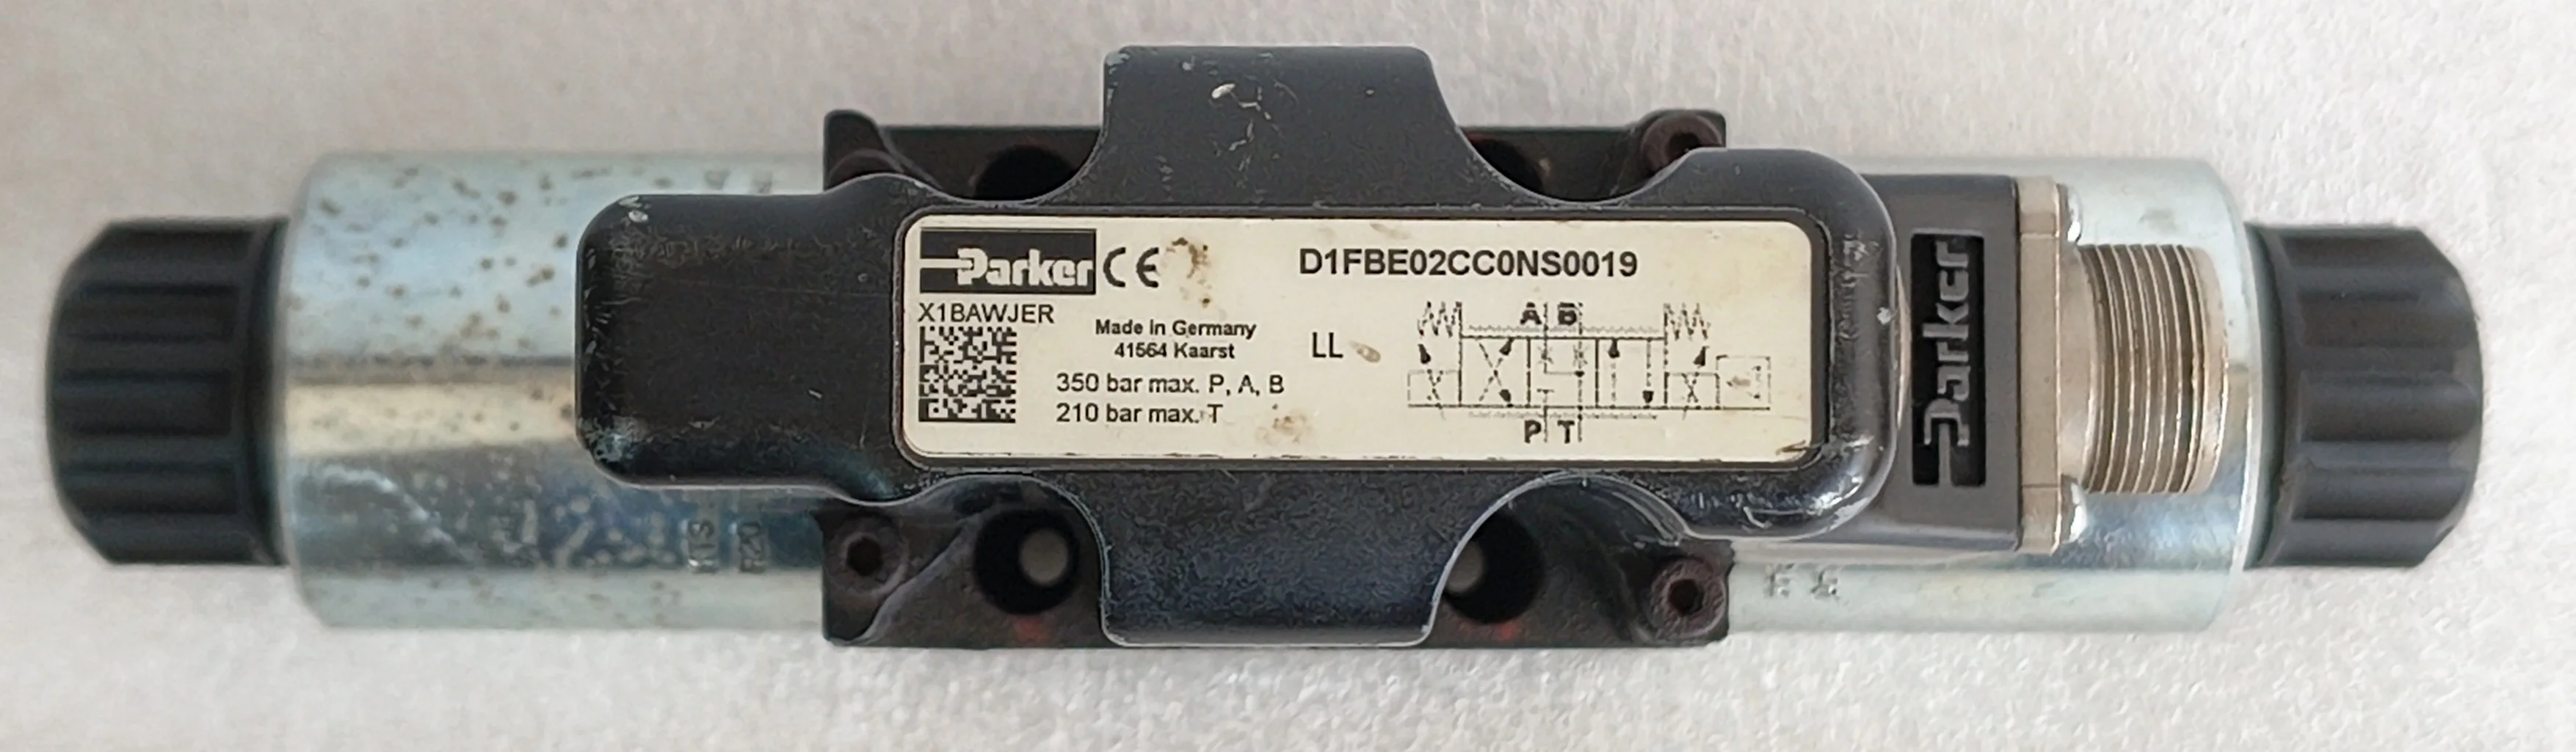 Parker CE
D1FBE02CC0NS0019
X1BAWJER
Made in Germany
41564 Kaarst
350 bar max. P, A, B
210 bar max. T
LL
A B
P T
Parker